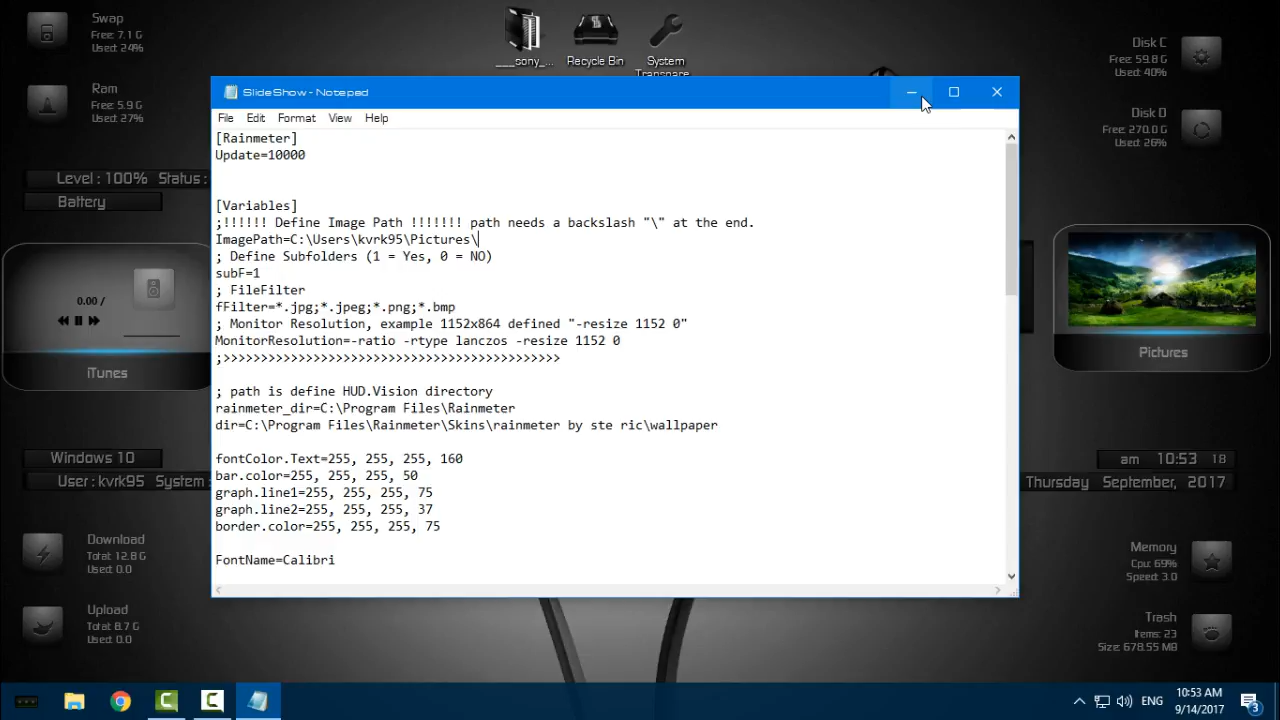 Swap
Free: 7.1 G
Used: 24%
Ram
Free: 5.9 G
Used: 27%
___sony_...
Recycle Bin
System
Transpare...
Disk C
Free: 59.8 G
Used: 40%
Disk D
Free: 270.0 G
Used: 26%
SlideShow - Notepad
File Edit Format View Help
[Rainmeter]
Update=10000
[Variables]
;!!!!!! Define Image Path !!!!!!! path needs a backslash "\" at the end.
ImagePath=C:\Users\kvrk95\Pictures\
; Define Subfolders (1 = Yes, 0 = NO)
subF=1
; FileFilter
fFilter=*.jpg;*.jpeg;*.png;*.bmp
; Monitor Resolution, example 1152x864 defined "-resize 1152 0"
MonitorResolution=-ratio -rtype lanczos -resize 1152 0
;>>>>>>>>>>>>>>>>>>>>>>>>>>>>>>>>>>>>>>>>>>>>>
; path is define HUD.Vision directory
rainmeter_dir=C:\Program Files\Rainmeter
dir=C:\Program Files\Rainmeter\Skins\rainmeter by ste ric\wallpaper
fontColor.Text=255, 255, 255, 160
bar.color=255, 255, 255, 50
graph.line1=255, 255, 255, 75
graph.line2=255, 255, 255, 37
border.color=255, 255, 255, 75
FontName=Calibri
Level : 100% Status :
Battery
0.00 /
iTunes
Windows 10
User : kvrk95 System :
Download
Total: 12.8 G
Used: 0.0
Upload
Total: 8.7 G
Used: 0.0
Pictures
am 10:53 18
Thursday September, 2017
Memory
Cpu: 69%
Speed: 3.0
Trash
Items: 23
Size: 678.55 MB
ENG
10:53 AM
9/14/2017
3